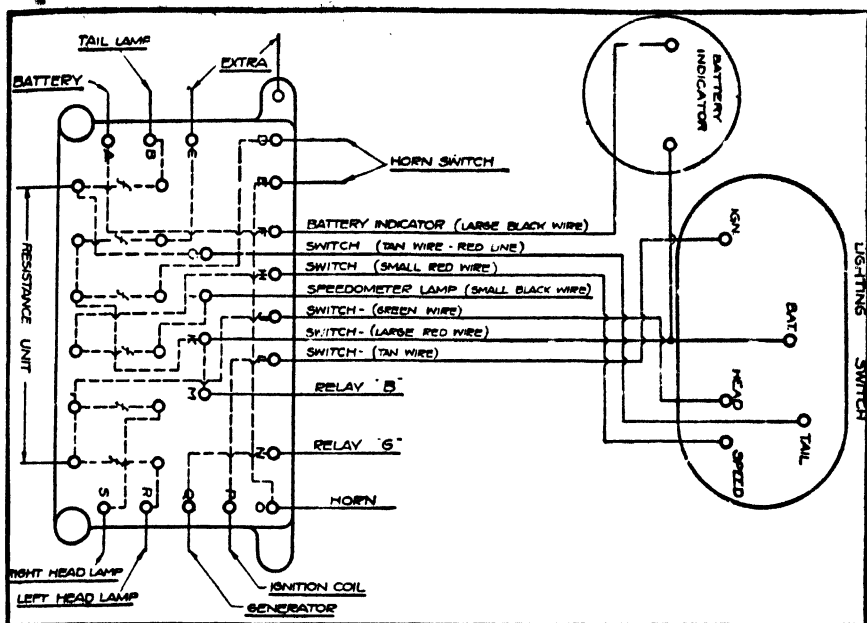 TAIL LAMP
BATTERY
EXTRA
BATTERY INDICATOR
A
B
E
D
HORN SWITCH
IGN
BATTERY INDICATOR (LARGE BLACK WIRE)
SWITCH (TAN WIRE - RED LINE)
SWITCH (SMALL RED WIRE)
SPEEDOMETER LAMP (SMALL BLACK WIRE)
SWITCH - (GREEN WIRE)
SWITCH - (LARGE RED WIRE)
SWITCH - (TAN WIRE)
K
M
N
RESISTANCE UNIT
LIGHTING SWITCH
BAT
HEAD
TAIL
SPEED
RELAY "B"
RELAY "G"
HORN
S
R
Q
P
O
RIGHT HEAD LAMP
LEFT HEAD LAMP
IGNITION COIL
GENERATOR